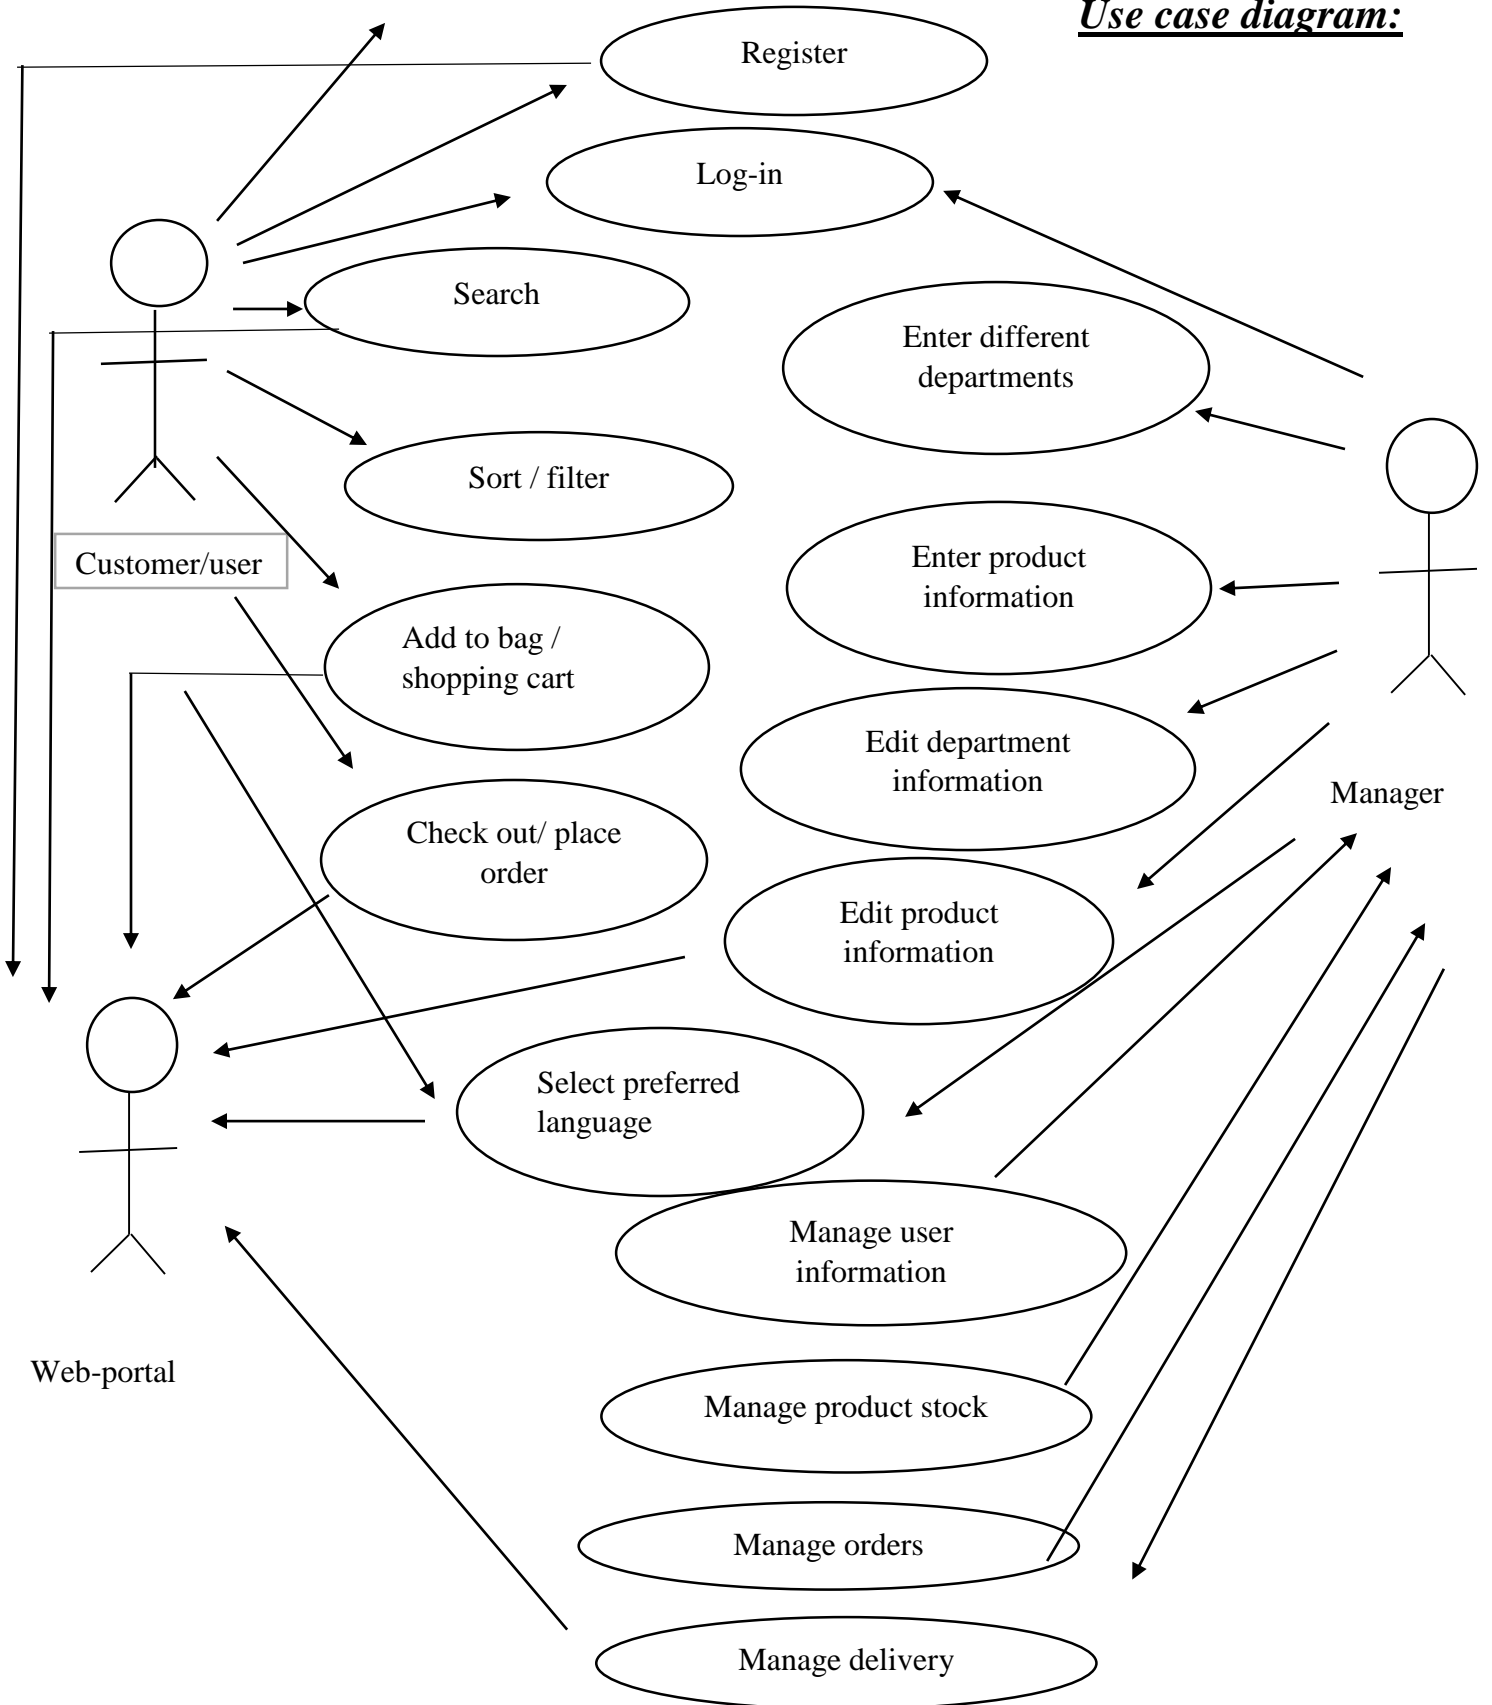 Use case diagram:
Register
Log-in
Search
Enter different
departments
Sort / filter
Customer/user
Enter product
information
Add to bag /
shopping cart
Edit department
information
Manager
Check out/ place
order
Edit product
information
Select preferred
language
Manage user
information
Web-portal
Manage product stock
Manage orders
Manage delivery